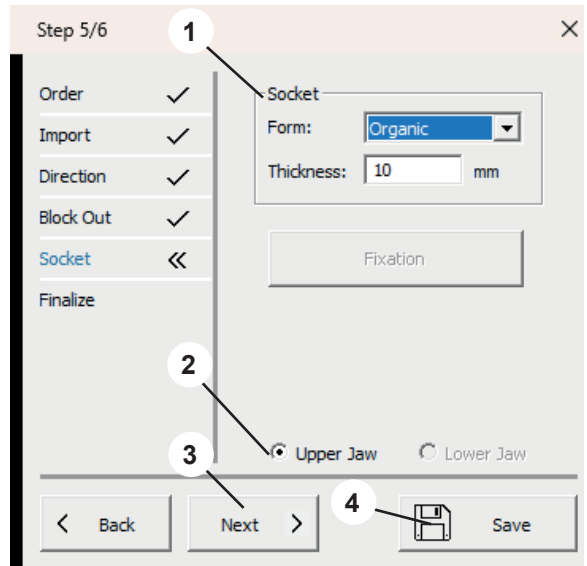 Step 5/6
1
Order
Import
Direction
Block Out
Socket
Finalize
Socket
Form: Organic
Thickness: 10 mm
Fixation
2
Upper Jaw Lower Jaw
3
4
Back Next Save